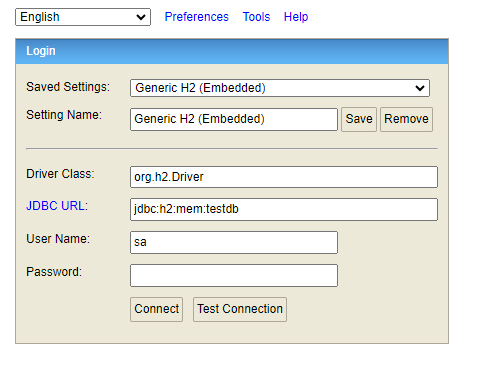 English Preferences Tools Help
Login
Saved Settings: Generic H2 (Embedded)
Setting Name: Generic H2 (Embedded) Save Remove
Driver Class: org.h2.Driver
JDBC URL: jdbc:h2:mem:testdb
User Name: sa
Password:
Connect Test Connection